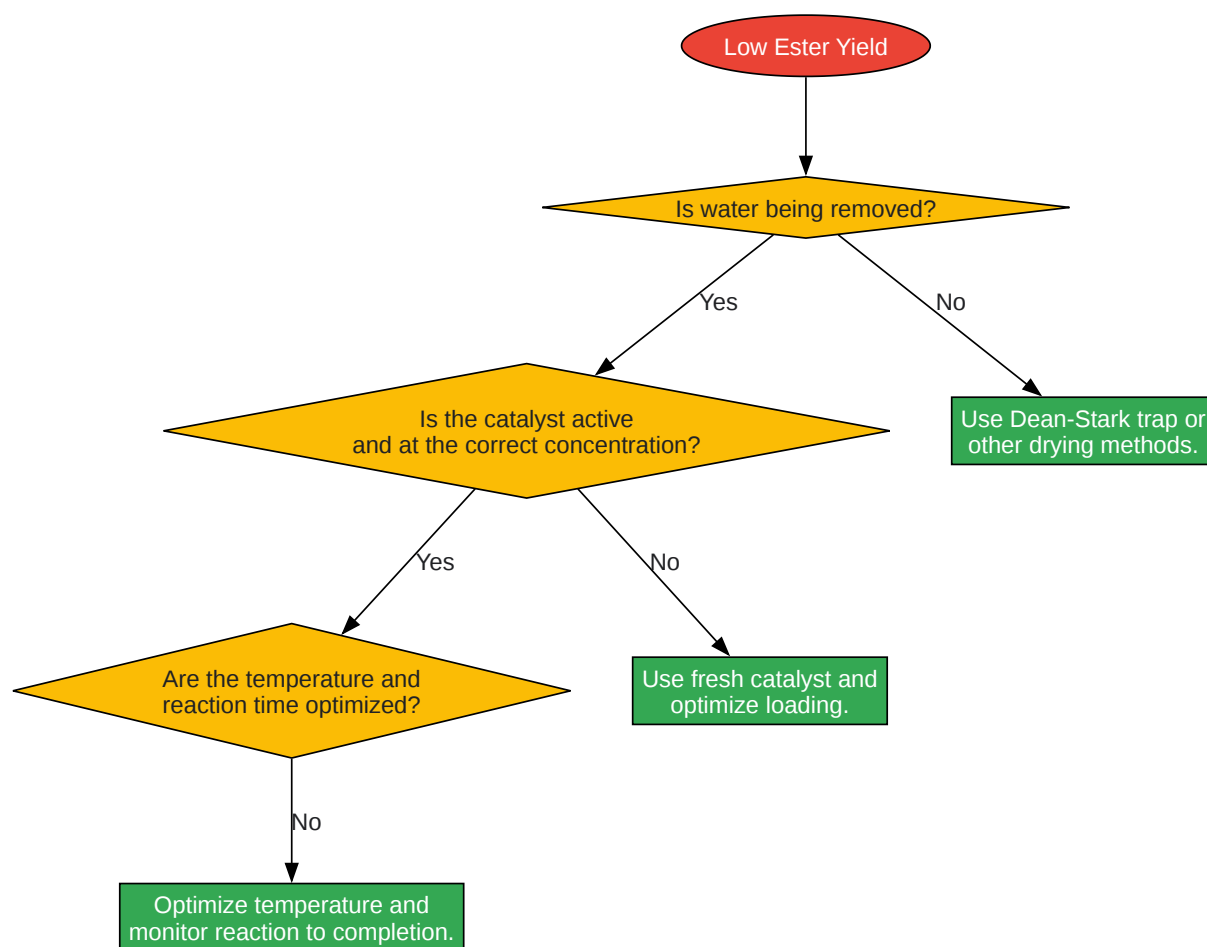 Low Ester Yield
Is water being removed?
Yes
No
Is the catalyst active
and at the correct concentration?
Use Dean-Stark trap or
other drying methods.
Yes
No
Are the temperature and
reaction time optimized?
Use fresh catalyst and
optimize loading.
No
Optimize temperature and
monitor reaction to completion.